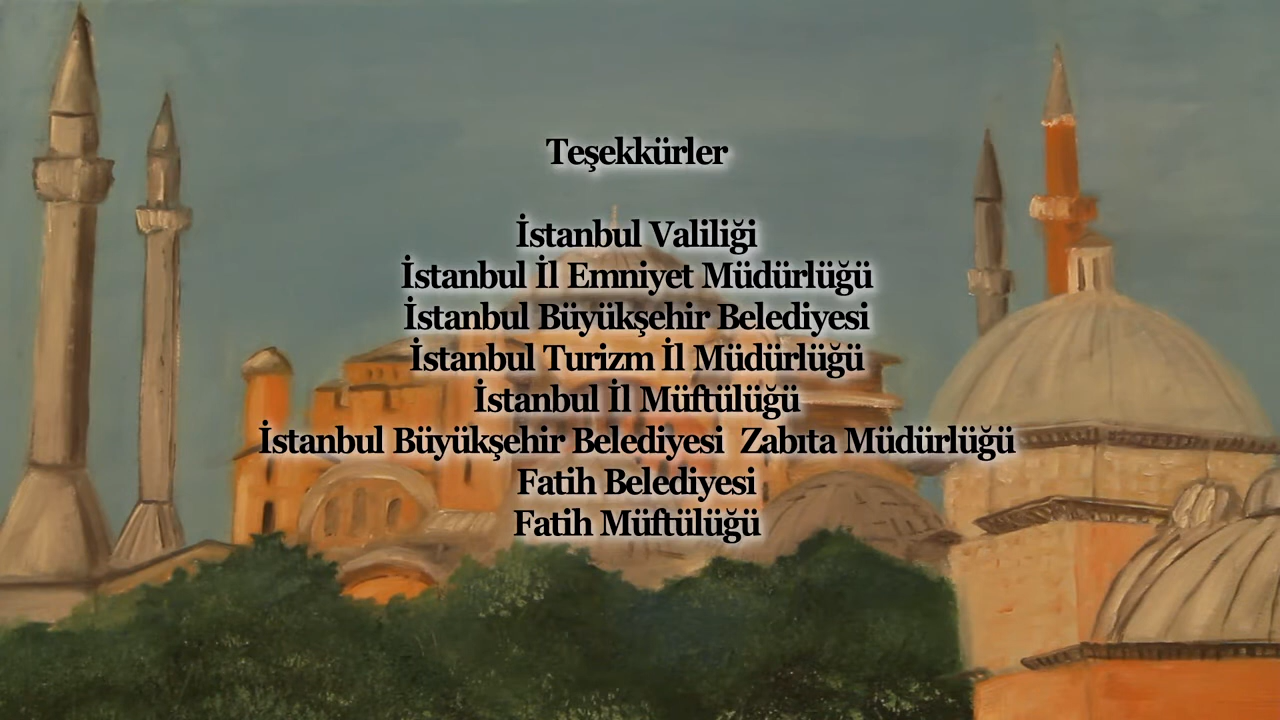 Teşekkürler
İstanbul Valiliği
İstanbul İl Emniyet Müdürlüğü
İstanbul Büyükşehir Belediyesi
İstanbul Turizm İl Müdürlüğü
İstanbul İl Müftülüğü
İstanbul Büyükşehir Belediyesi  Zabıta Müdürlüğü
Fatih Belediyesi
Fatih Müftülüğü